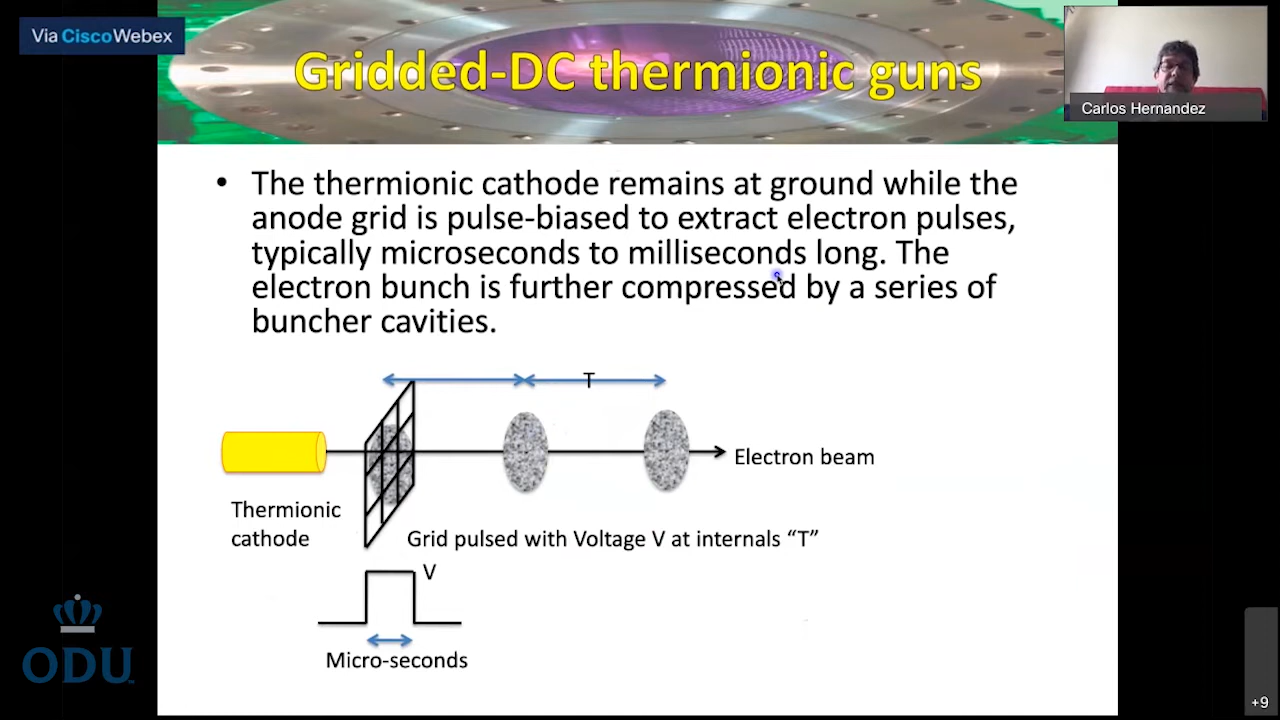 Via CiscoWebex
Gridded-DC thermionic guns
Carlos Hernandez
• The thermionic cathode remains at ground while the
anode grid is pulse-biased to extract electron pulses,
typically microseconds to milliseconds long. The
electron bunch is further compressed by a series of
buncher cavities.
T
Electron beam
Thermionic
cathode
Grid pulsed with Voltage V at internals “T”
V
Micro-seconds
ODU
+9